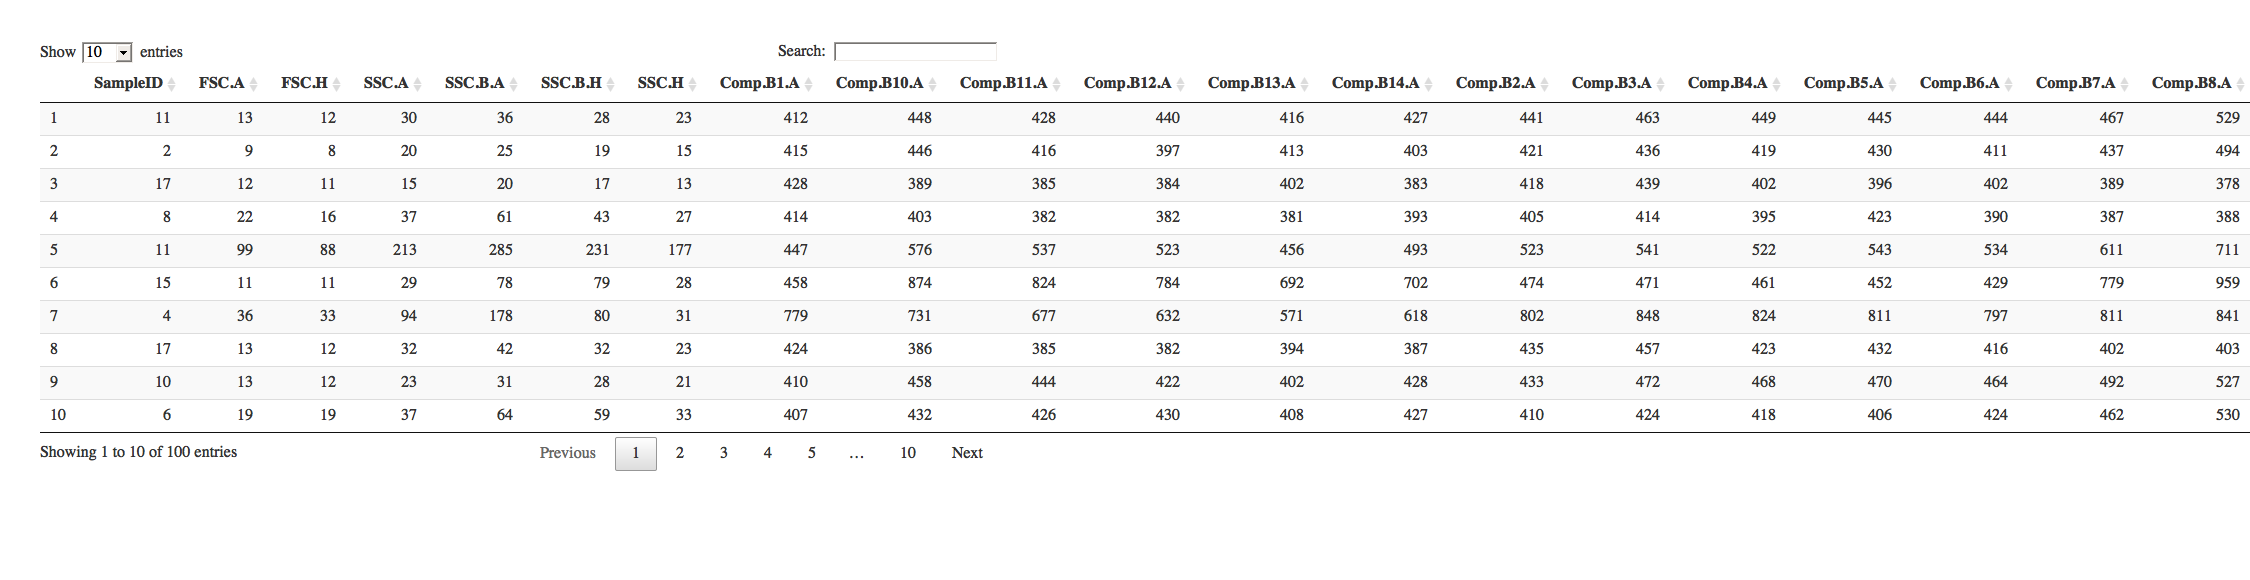 Show 10 entries Search:
SampleID FSC.A FSC.H SSC.A SSC.B.A SSC.B.H SSC.H Comp.B1.A Comp.B10.A Comp.B11.A Comp.B12.A Comp.B13.A Comp.B14.A Comp.B2.A Comp.B3.A Comp.B4.A Comp.B5.A Comp.B6.A Comp.B7.A Comp.B8.A
1 11 13 12 30 36 28 23 412 448 428 440 416 427 441 463 449 445 444 467 529
2 2 9 8 20 25 19 15 415 446 416 397 413 403 421 436 419 430 411 437 494
3 17 12 11 15 20 17 13 428 389 385 384 402 383 418 439 402 396 402 389 378
4 8 22 16 37 61 43 27 414 403 382 382 381 393 405 414 395 423 390 387 388
5 11 99 88 213 285 231 177 447 576 537 523 456 493 523 541 522 543 534 611 711
6 15 11 11 29 78 79 28 458 874 824 784 692 702 474 471 461 452 429 779 959
7 4 36 33 94 178 80 31 779 731 677 632 571 618 802 848 824 811 797 811 841
8 17 13 12 32 42 32 23 424 386 385 382 394 387 435 457 423 432 416 402 403
9 10 13 12 23 31 28 21 410 458 444 422 402 428 433 472 468 470 464 492 527
10 6 19 19 37 64 59 33 407 432 426 430 408 427 410 424 418 406 424 462 530
Showing 1 to 10 of 100 entries Previous 1 2 3 4 5 … 10 Next